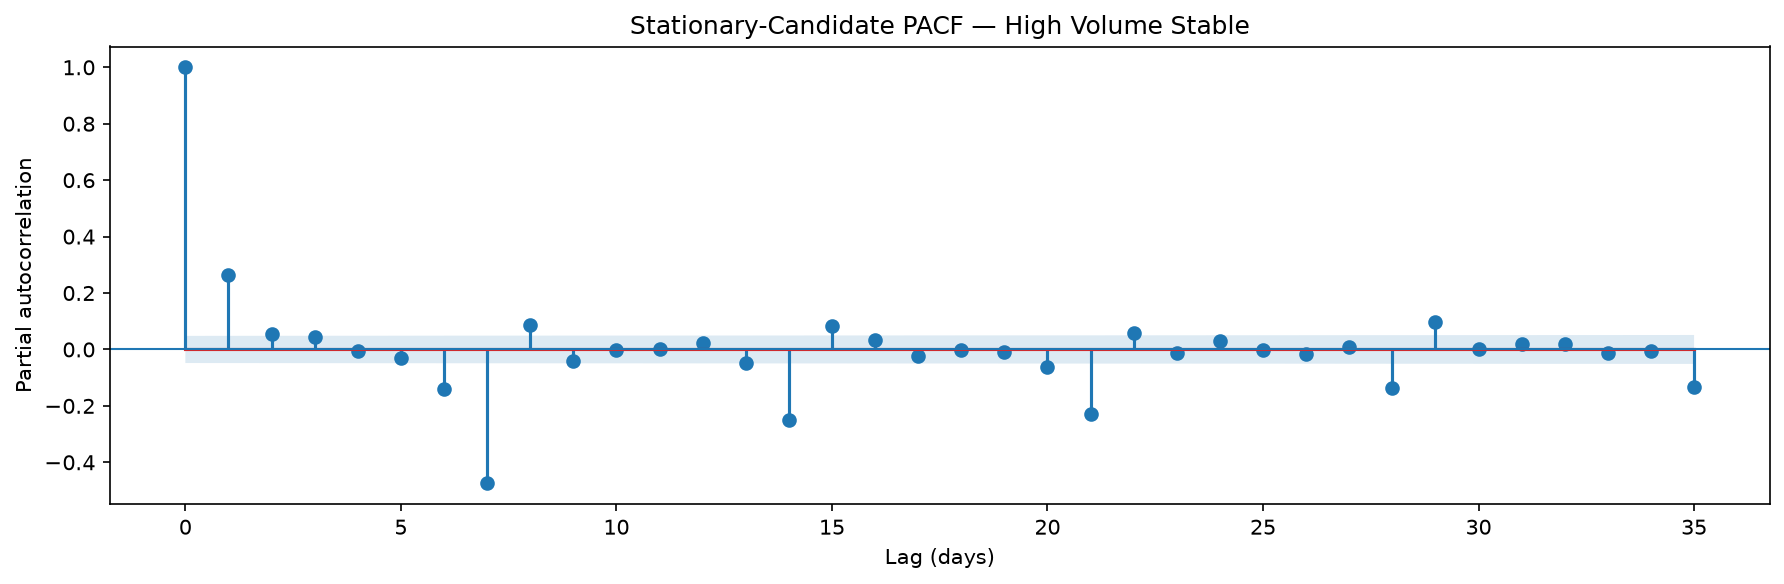 Stationary-Candidate PACF — High Volume Stable
Partial autocorrelation
1.0
0.8
0.6
0.4
0.2
0.0
−0.2
−0.4
0 5 10 15 20 25 30 35
Lag (days)